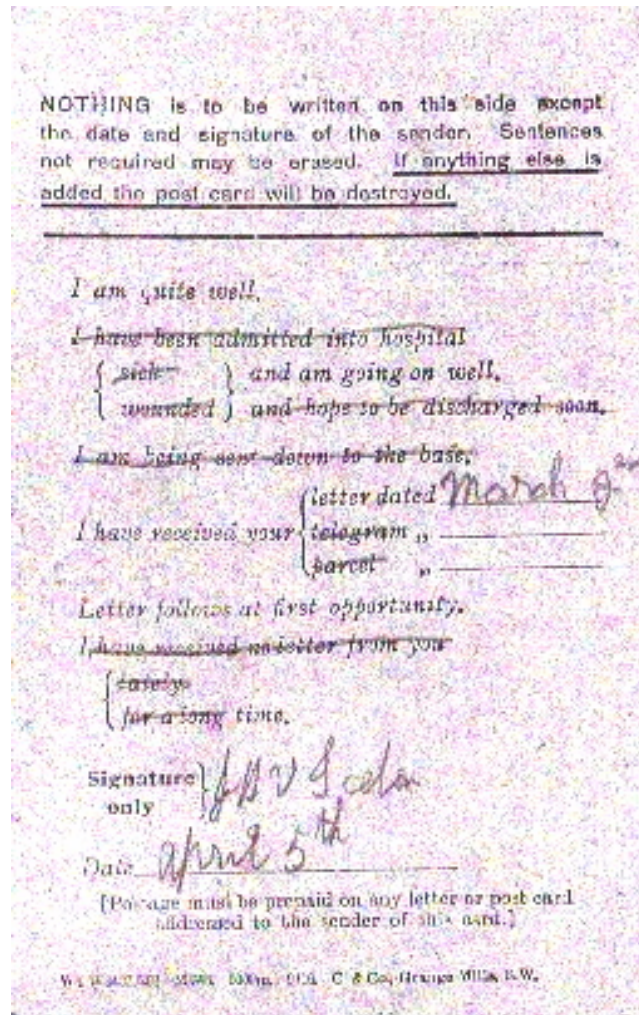 NOTHING is to be written on this side except
the date and signature of the sender. Sentences
not required may be erased. If anything else is
added the post card will be destroyed.
I am quite well.
I have been admitted into hospital
sick and am going on well.
wounded and hope to be discharged soon.
I am being sent down to the base.
letter dated March
I have received your telegram „
parcel „
Letter follows at first opportunity.
I have received no letter from you
lately
for a long time.
Signature
only
Date April 5th
[Postage must be prepaid on any letter or post card
addressed to the sender of this card.]
C. & Co., Grange Mills, S.W.